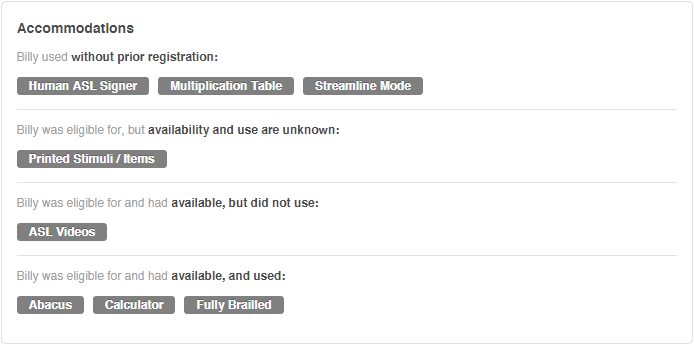 Accommodations
Billy used without prior registration:
Human ASL Signer Multiplication Table Streamline Mode
Billy was eligible for, but availability and use are unknown:
Printed Stimuli / Items
Billy was eligible for and had available, but did not use:
ASL Videos
Billy was eligible for and had available, and used:
Abacus Calculator Fully Brailled